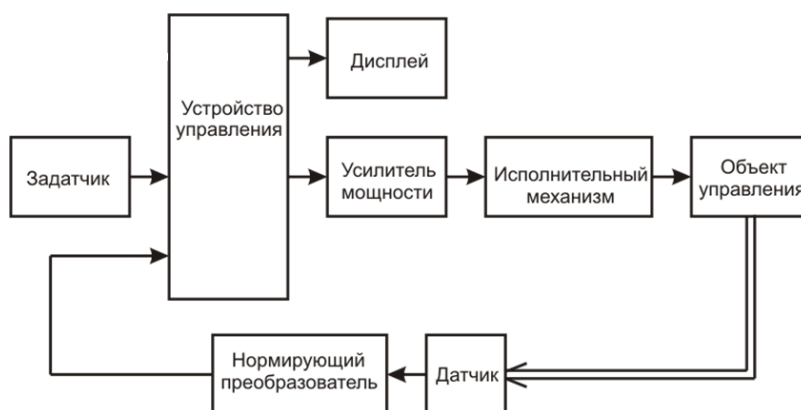 Дисплей
Устройство
управления
Задатчик
Усилитель
мощности
Исполнительный
механизм
Объект
управления
Нормирующий
преобразователь
Датчик